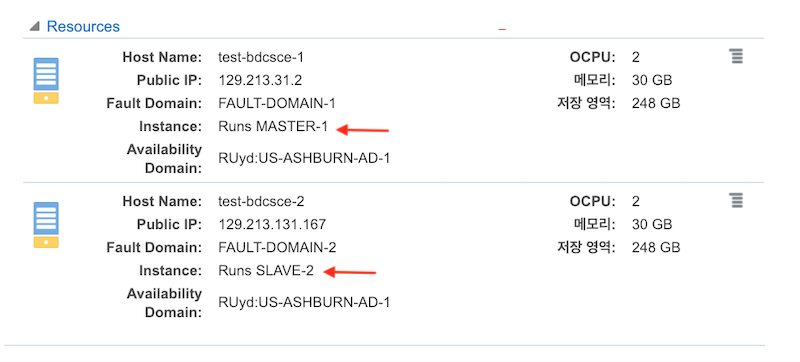 Resources
Host Name: test-bdcsce-1 OCPU: 2
Public IP: 129.213.31.2 메모리: 30 GB
Fault Domain: FAULT-DOMAIN-1 저장 영역: 248 GB
Instance: Runs MASTER-1
Availability Domain: RUyd:US-ASHBURN-AD-1
Host Name: test-bdcsce-2 OCPU: 2
Public IP: 129.213.131.167 메모리: 30 GB
Fault Domain: FAULT-DOMAIN-2 저장 영역: 248 GB
Instance: Runs SLAVE-2
Availability Domain: RUyd:US-ASHBURN-AD-1